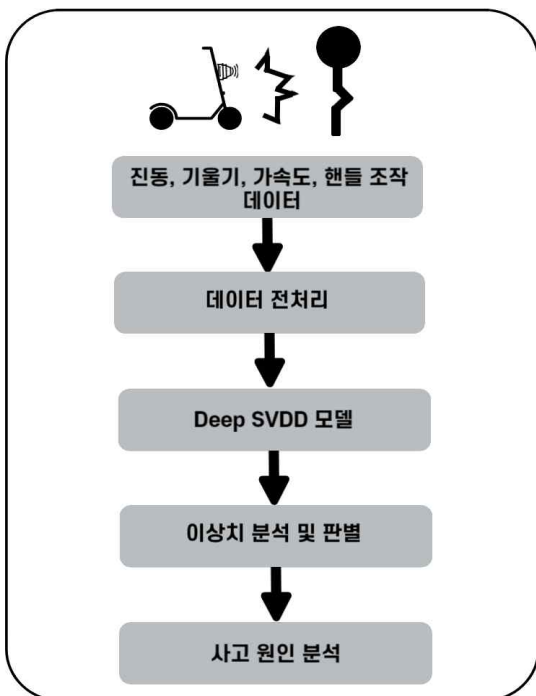 진동, 기울기, 가속도, 핸들 조작
데이터
데이터 전처리
Deep SVDD 모델
이상치 분석 및 판별
사고 원인 분석